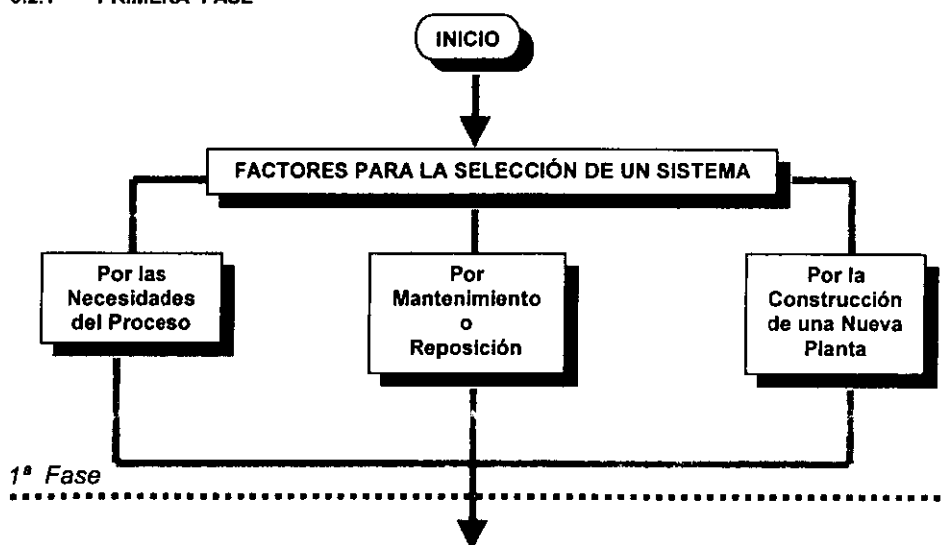 PRIMERA FASE
INICIO
FACTORES PARA LA SELECCIÓN DE UN SISTEMA
Por las
Necesidades
del Proceso
Por
Mantenimiento
o
Reposición
Por la
Construcción
de una Nueva
Planta
1ª Fase